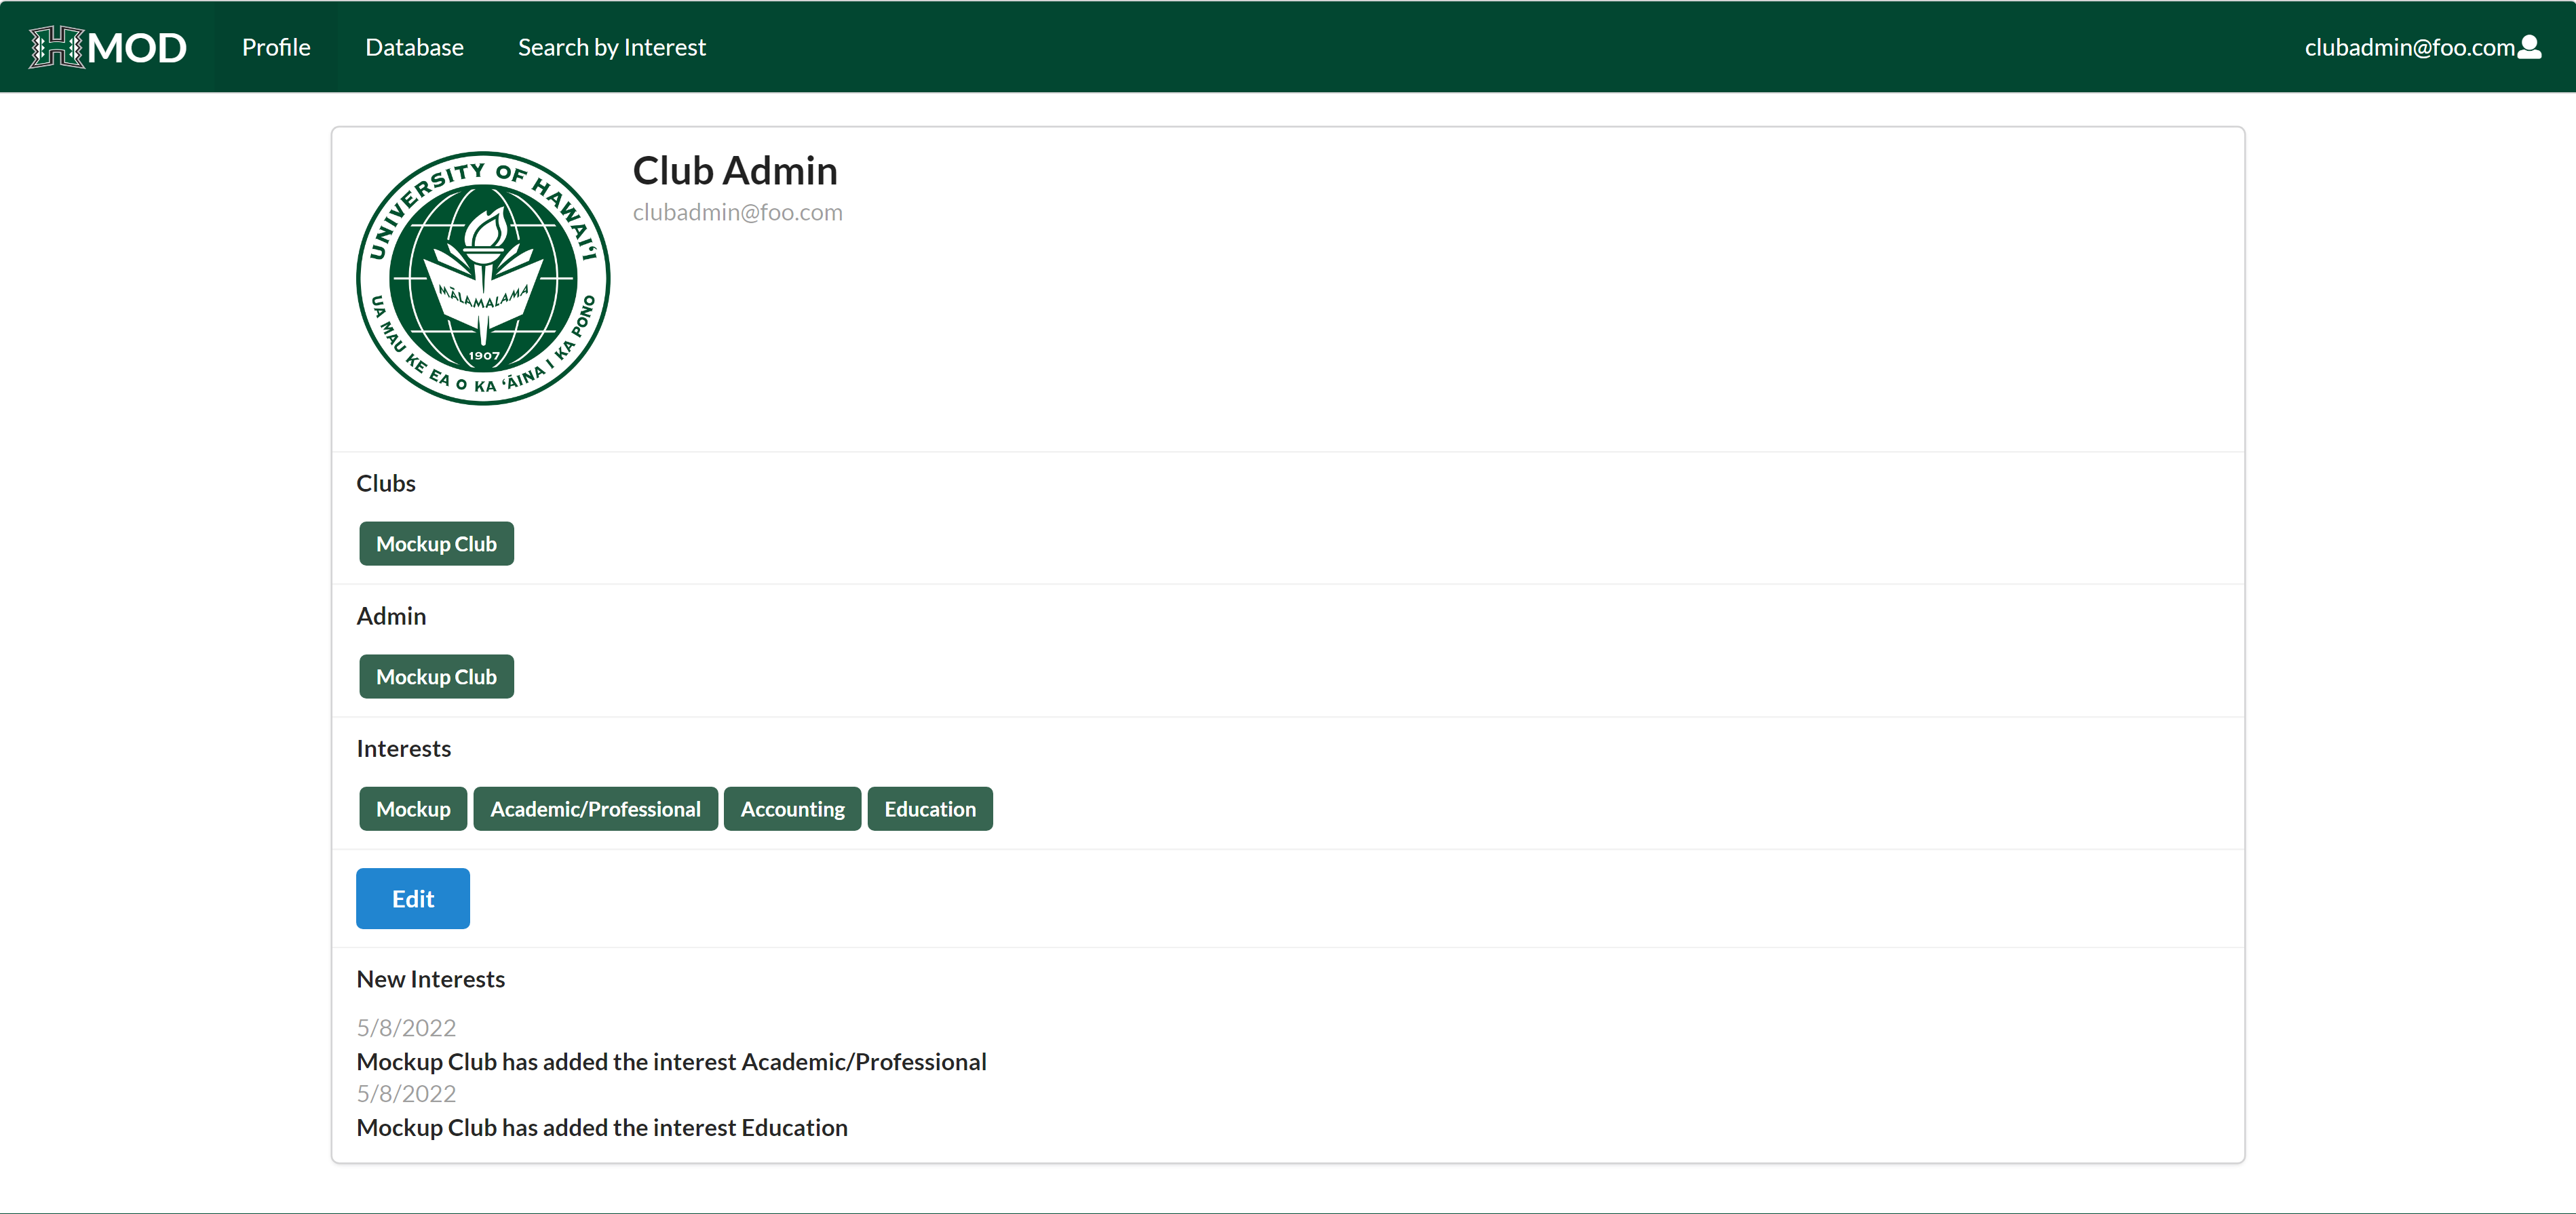 H MOD Profile Database Search by Interest clubadmin@foo.com
UNIVERSITY OF HAWAIʻI
MĀLAMALAMA
1907
UA MAU KE EA O KA ʻĀINA I KA PONO
Club Admin
clubadmin@foo.com
Clubs
Mockup Club
Admin
Mockup Club
Interests
Mockup Academic/Professional Accounting Education
Edit
New Interests
5/8/2022
Mockup Club has added the interest Academic/Professional
5/8/2022
Mockup Club has added the interest Education